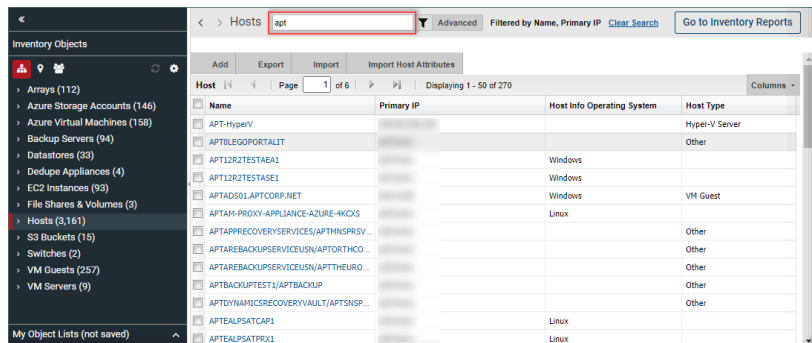 « < > Hosts apt Advanced Filtered by Name, Primary IP Clear Search Go to Inventory Reports
Inventory Objects
Add Export Import Import Host Attributes
Host Page 1 of 6 Displaying 1 - 50 of 270 Columns
Name Primary IP Host Info Operating System Host Type
› Arrays (112)
› Azure Storage Accounts (146)
› Azure Virtual Machines (158)
› Backup Servers (94)
› Datastores (33)
› Dedupe Appliances (4)
› EC2 Instances (93)
› File Shares & Volumes (3)
› Hosts (3,161)
› S3 Buckets (15)
› Switches (2)
› VM Guests (257)
› VM Servers (9)
My Object Lists (not saved)
APT-HyperV Hyper-V Server
APT0LEGOPORTALIT Other
APT12R2TESTAEA1 Windows
APT12R2TESTASE1 Windows
APTADS01.APTCORP.NET Windows VM Guest
APTAM-PROXY-APPLIANCE-AZURE-4KCXS Linux
APTAPPRECOVERYSERVICES/APTMNSPRSV... Other
APTAREBACKUPSERVICEUSN/APTORTHCO... Other
APTAREBACKUPSERVICEUSN/APTTHEURO... Other
APTBACKUPTEST1/APTBACKUP Other
APTDYNAMICSRECOVERYVAULT/APTSNSP... Other
APTEALPSATCAP1 Linux
APTEALPSATPRX1 Linux